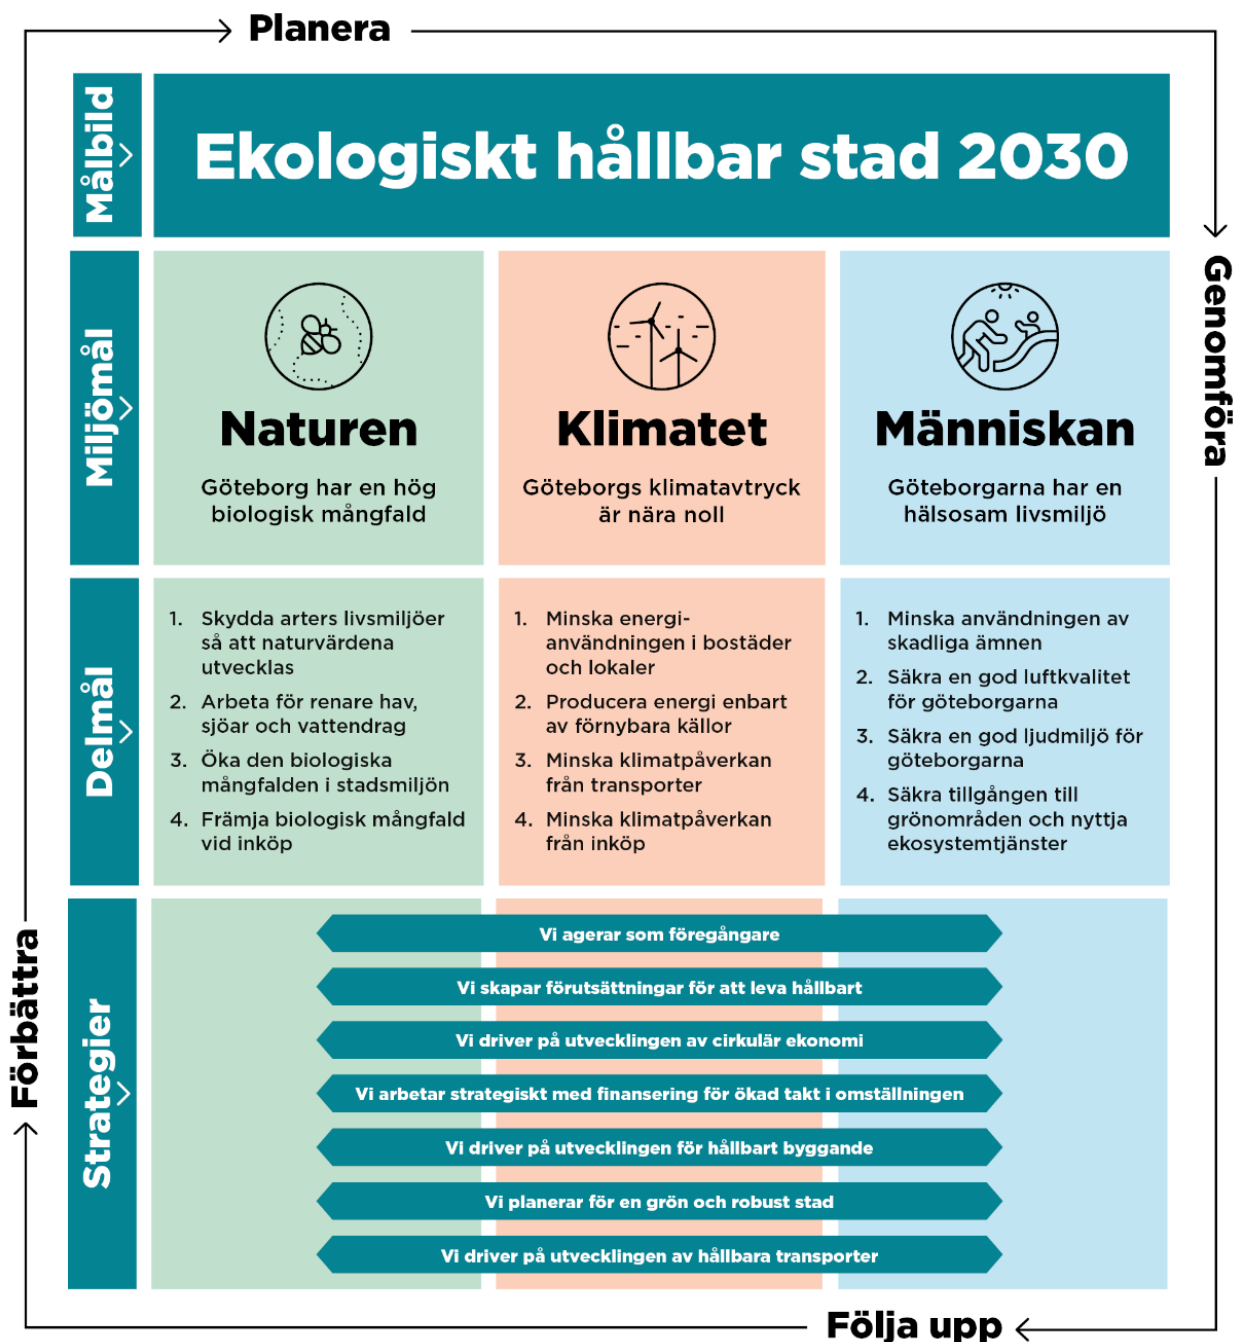 Planera
Målbild
Ekologiskt hållbar stad 2030
Genomföra
Miljömål
Naturen
Göteborg har en hög
biologisk mångfald
Klimatet
Göteborgs klimatavtryck
är nära noll
Människan
Göteborgarna har en
hälsosam livsmiljö
Delmål
1. Skydda arters livsmiljöer
så att naturvärdena
utvecklas
2. Arbeta för renare hav,
sjöar och vattendrag
3. Öka den biologiska
mångfalden i stadsmiljön
4. Främja biologisk mångfald
vid inköp
1. Minska energi-
användningen i bostäder
och lokaler
2. Producera energi enbart
av förnybara källor
3. Minska klimatpåverkan
från transporter
4. Minska klimatpåverkan
från inköp
1. Minska användningen av
skadliga ämnen
2. Säkra en god luftkvalitet
för göteborgarna
3. Säkra en god ljudmiljö för
göteborgarna
4. Säkra tillgången till
grönområden och nyttja
ekosystemtjänster
Förbättra
Strategier
Vi agerar som föregångare
Vi skapar förutsättningar för att leva hållbart
Vi driver på utvecklingen av cirkulär ekonomi
Vi arbetar strategiskt med finansering för ökad takt i omställningen
Vi driver på utvecklingen för hållbart byggande
Vi planerar för en grön och robust stad
Vi driver på utvecklingen av hållbara transporter
Följa upp